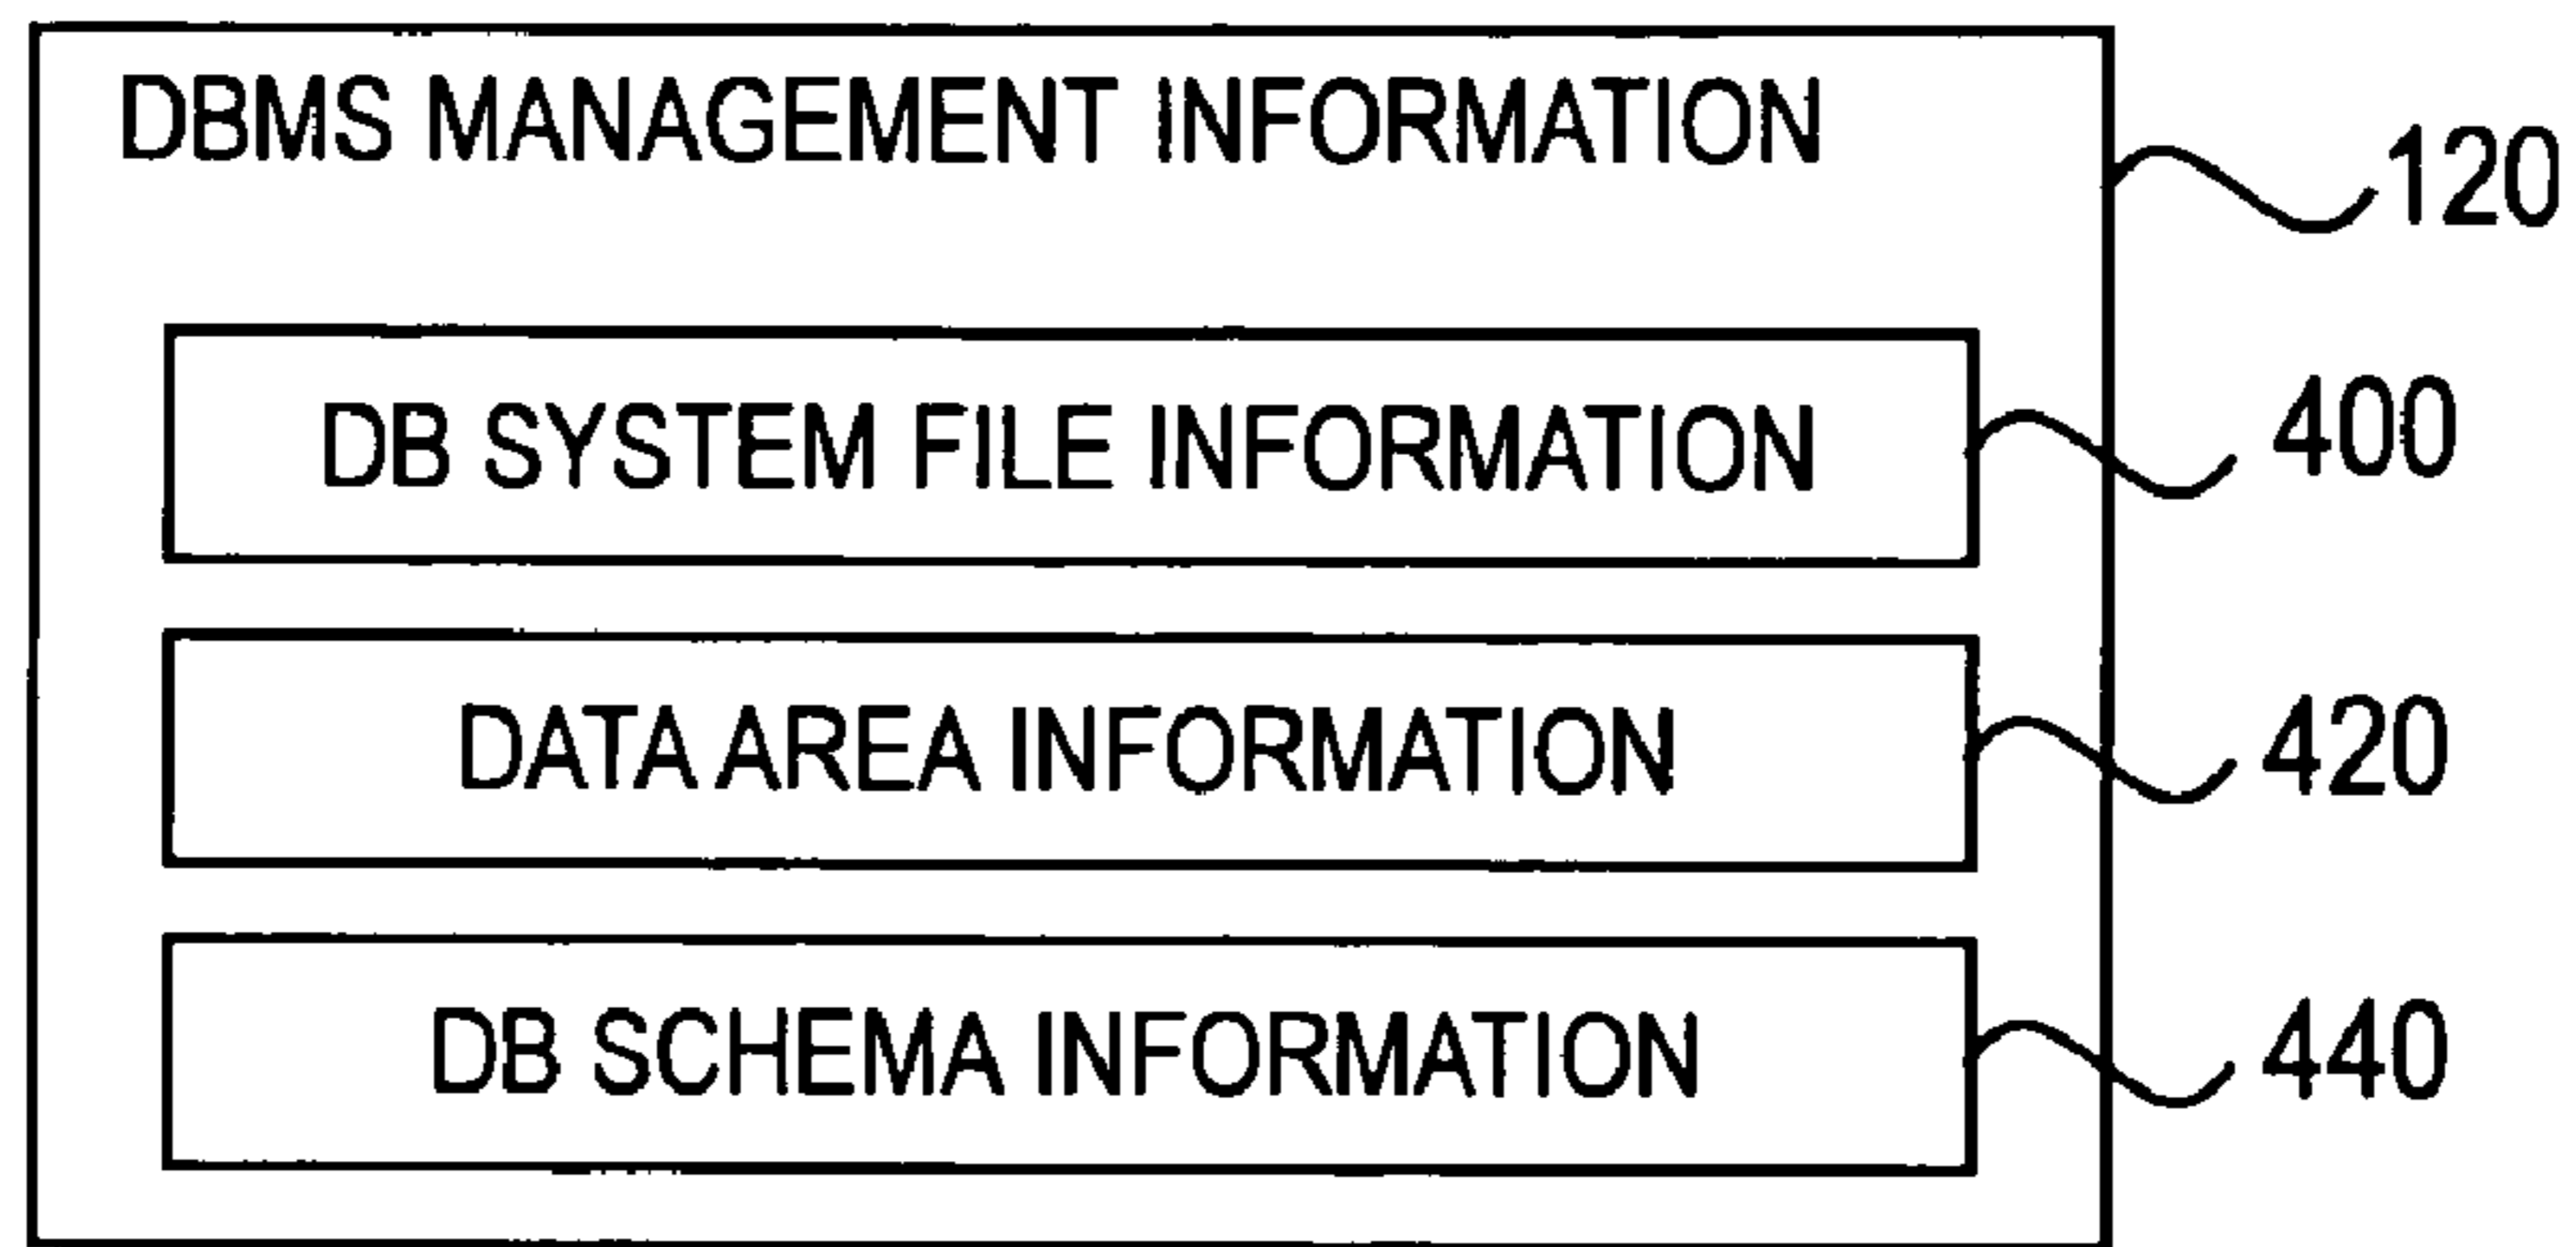 DBMS MANAGEMENT INFORMATION
120
DB SYSTEM FILE INFORMATION
400
DATA AREA INFORMATION
420
DB SCHEMA INFORMATION
440